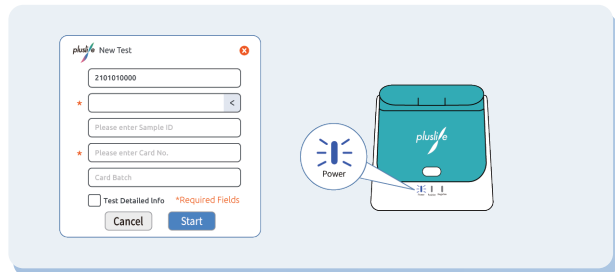 pluslife New Test
2101010000
*
<
Please enter Sample ID
* Please enter Card No.
Card Batch
Test Detailed Info *Required Fields
Cancel Start
pluslife
Power
Power